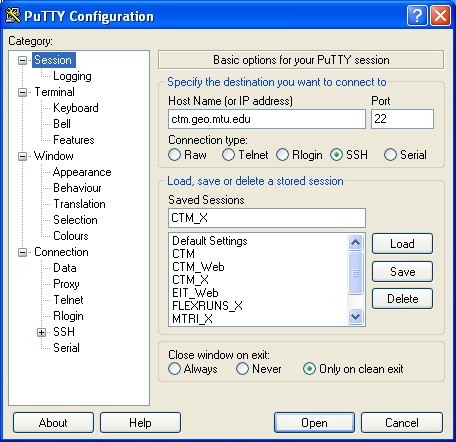 PuTTY Configuration
Category:
Session
Logging
Terminal
Keyboard
Bell
Features
Window
Appearance
Behaviour
Translation
Selection
Colours
Connection
Data
Proxy
Telnet
Rlogin
SSH
Serial
Basic options for your PuTTY session
Specify the destination you want to connect to
Host Name (or IP address) Port
ctm.geo.mtu.edu 22
Connection type:
Raw Telnet Rlogin SSH Serial
Load, save or delete a stored session
Saved Sessions
CTM_X
Default Settings
CTM
CTM_Web
CTM_X
EIT_Web
FLEXRUNS_X
MTRI_X
Load
Save
Delete
Close window on exit:
Always Never Only on clean exit
About Help Open Cancel